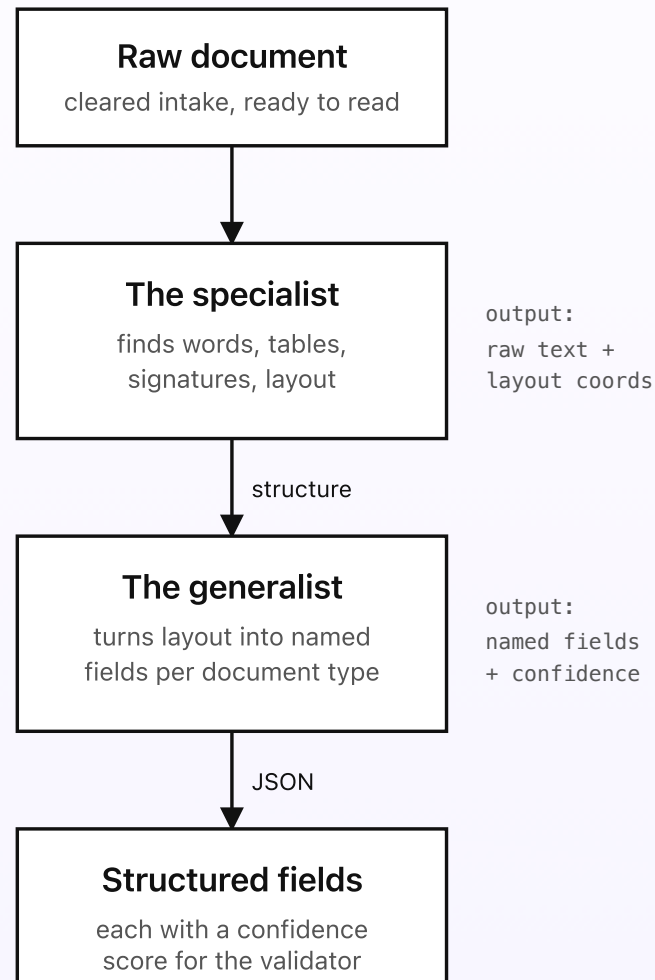 Raw document
cleared intake, ready to read
The specialist
finds words, tables,
signatures, layout
output:
raw text +
layout coords
structure
The generalist
turns layout into named
fields per document type
output:
named fields
+ confidence
JSON
Structured fields
each with a confidence
score for the validator